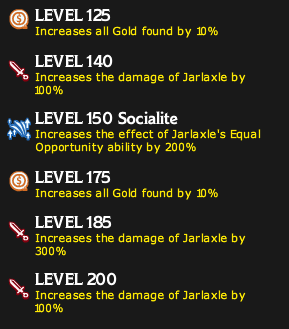 LEVEL 125
Increases all Gold found by 10%
LEVEL 140
Increases the damage of Jarlaxle by
100%
LEVEL 150 Socialite
Increases the effect of Jarlaxle's Equal
Opportunity ability by 200%
LEVEL 175
Increases all Gold found by 10%
LEVEL 185
Increases the damage of Jarlaxle by
300%
LEVEL 200
Increases the damage of Jarlaxle by
100%